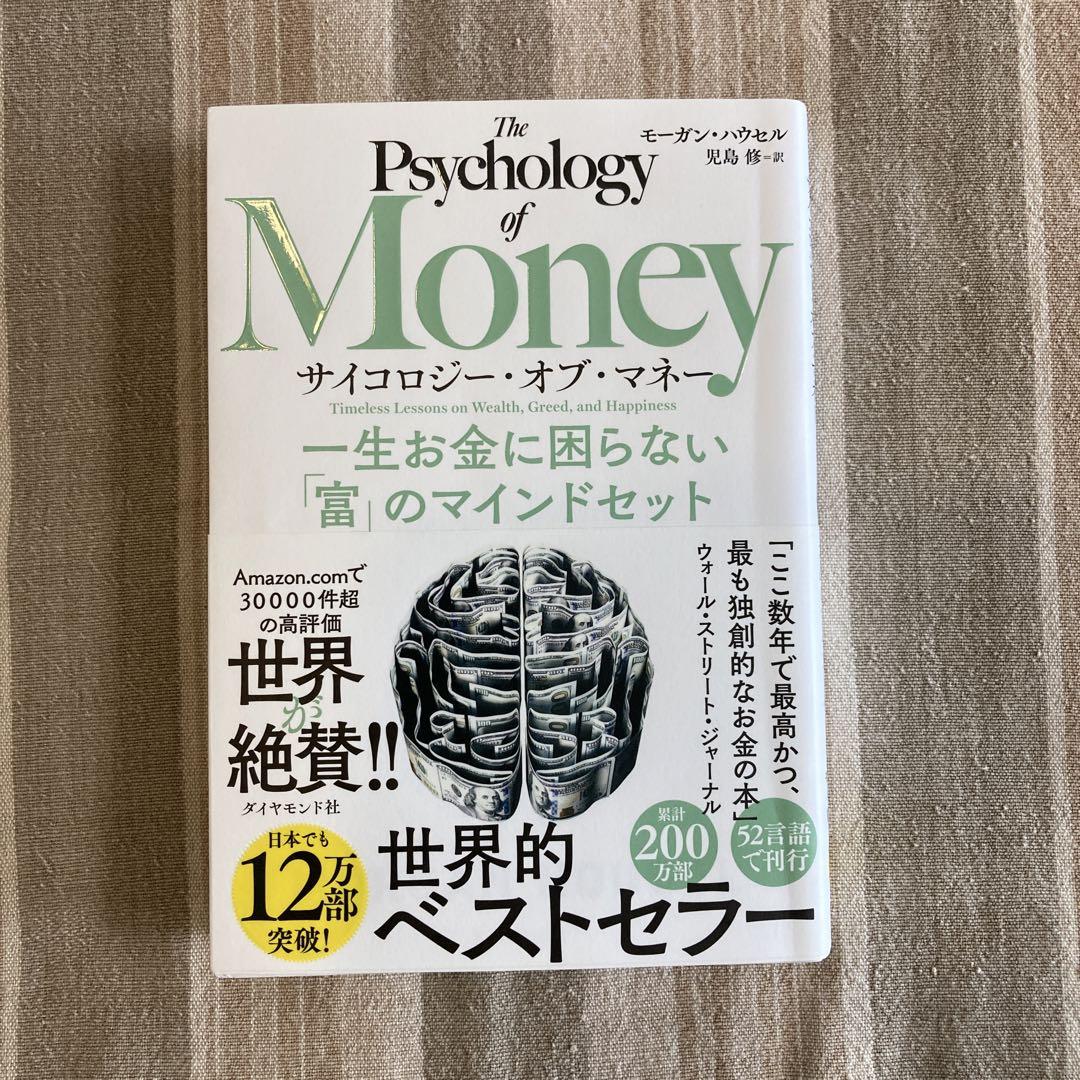 The
Psychology
of
Money
モーガン・ハウセル
児島 修=訳
サイコロジー・オブ・マネー
Timeless Lessons on Wealth, Greed, and Happiness
一生お金に困らない
「富」のマインドセット
Amazon.comで
30000件超
の高評価
世界
が
絶賛!!
ダイヤモンド社
「ここ数年で最高かつ、
最も独創的なお金の本」
ウォール・ストリート・ジャーナル
日本でも
12万部
突破!
累計
200
万部
52言語
で刊行
世界的
ベストセラー